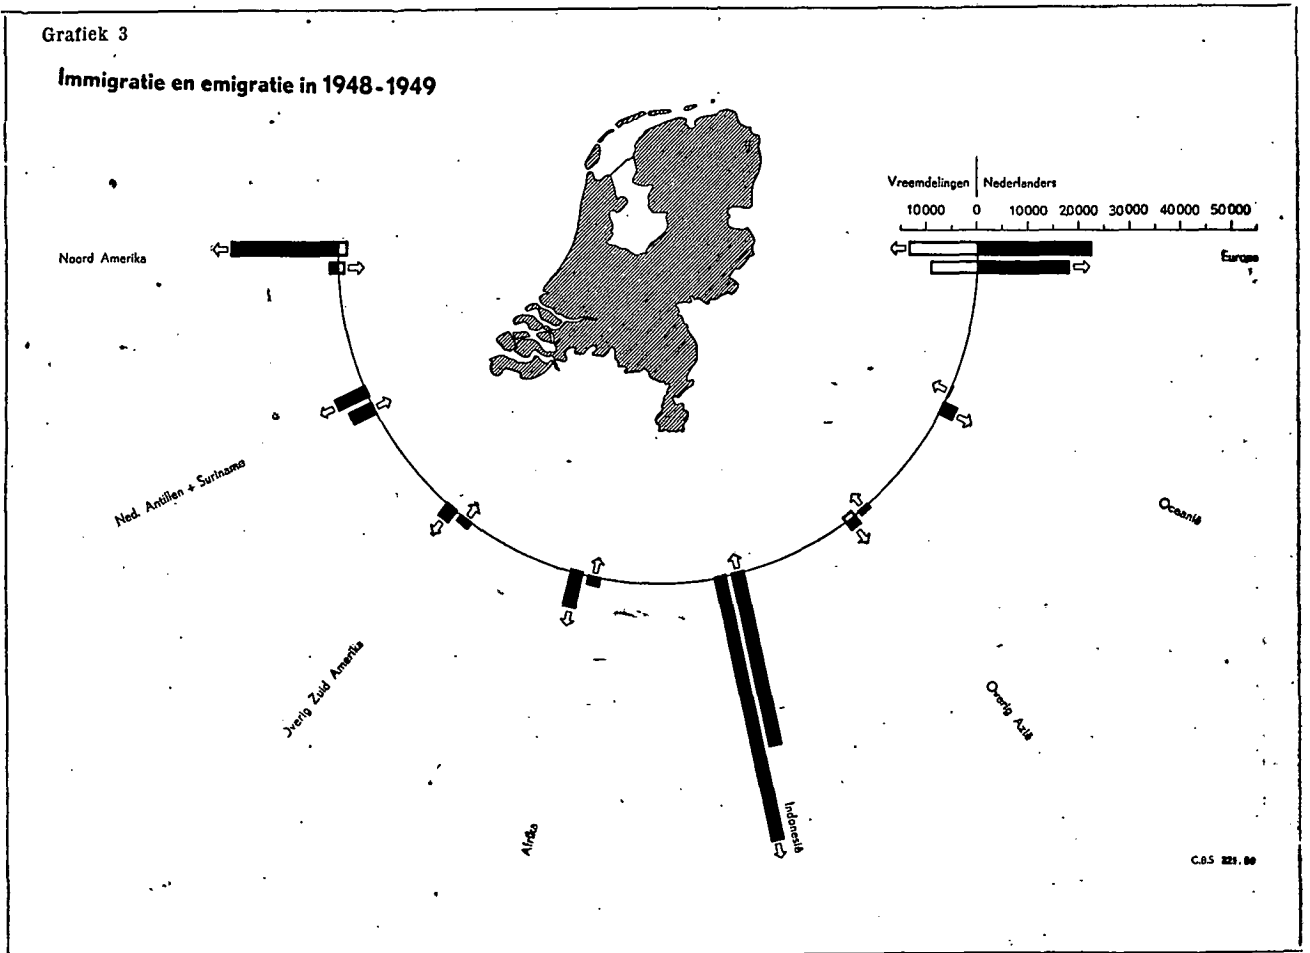 Grafiek 3
Immigratie en emigratie in 1948-1949
Vreemdelingen Nederlanders
10000 0 10000 20000 30000 40000 50000
Noord Amerika
Europa
Ned. Antillen + Suriname
Oceanië
Overig Zuid Amerika
Overig Azië
Afrika
Indonesië
C.B.S.